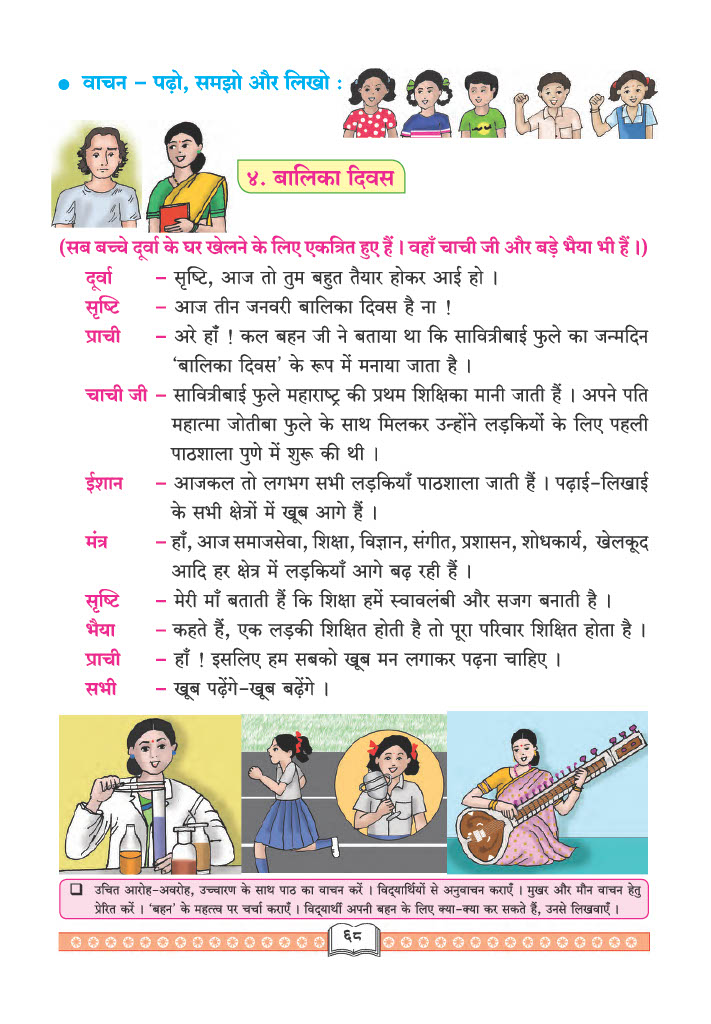 • वाचन – पढ़ो, समझो और लिखो :
४. बालिका दिवस
(सब बच्चे दूर्वा के घर खेलने के लिए एकत्रित हुए हैं । वहाँ चाची जी और बड़े भैया भी हैं ।)
दूर्वा – सृष्टि, आज तो तुम बहुत तैयार होकर आई हो ।
सृष्टि – आज तीन जनवरी बालिका दिवस है ना !
प्राची – अरे हाँ ! कल बहन जी ने बताया था कि सावित्रीबाई फुले का जन्मदिन
‘बालिका दिवस’ के रूप में मनाया जाता है ।
चाची जी – सावित्रीबाई फुले महाराष्ट्र की प्रथम शिक्षिका मानी जाती हैं । अपने पति
महात्मा जोतीबा फुले के साथ मिलकर उन्होंने लड़कियों के लिए पहली
पाठशाला पुणे में शुरू की थी ।
ईशान – आजकल तो लगभग सभी लड़कियाँ पाठशाला जाती हैं । पढ़ाई-लिखाई
के सभी क्षेत्रों में खूब आगे हैं ।
मंत्र – हाँ, आज समाजसेवा, शिक्षा, विज्ञान, संगीत, प्रशासन, शोधकार्य, खेलकूद
आदि हर क्षेत्र में लड़कियाँ आगे बढ़ रही हैं ।
सृष्टि – मेरी माँ बताती हैं कि शिक्षा हमें स्वावलंबी और सजग बनाती है ।
भैया – कहते हैं, एक लड़की शिक्षित होती है तो पूरा परिवार शिक्षित होता है ।
प्राची – हाँ ! इसलिए हम सबको खूब मन लगाकर पढ़ना चाहिए ।
सभी – खूब पढ़ेंगे-खूब बढ़ेंगे ।
❑ उचित आरोह-अवरोह, उच्चारण के साथ पाठ का वाचन करें । विद्‌यार्थियों से अनुवाचन कराएँ । मुखर और मौन वाचन हेतु
प्रेरित करें । ‘बहन’ के महत्व पर चर्चा कराएँ । विद्‌यार्थी अपनी बहन के लिए क्या-क्या कर सकते हैं, उनसे लिखवाएँ ।
६८